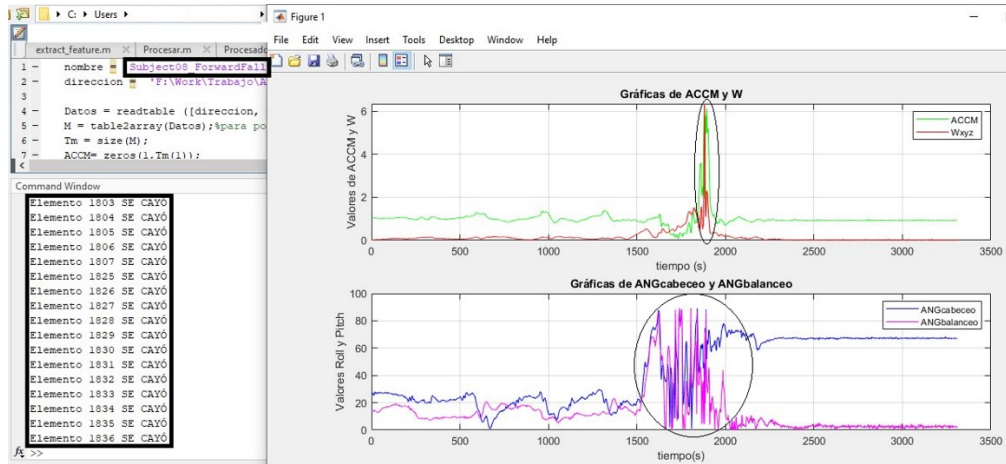 C: Users
extract_feature.m Procesar.m Procesado
1 nombre = Subject08_ForwardFall
2 direccion = 'F:\Work\Trabajo\A
3
4 Datos = readtable ([direccion,
5 M = table2array(Datos);%para po
6 Tm = size(M);
7 ACCM= zeros(1,Tm(1));
Command Window
Elemento 1803 SE CAYÓ
Elemento 1804 SE CAYÓ
Elemento 1805 SE CAYÓ
Elemento 1806 SE CAYÓ
Elemento 1807 SE CAYÓ
Elemento 1825 SE CAYÓ
Elemento 1826 SE CAYÓ
Elemento 1827 SE CAYÓ
Elemento 1828 SE CAYÓ
Elemento 1829 SE CAYÓ
Elemento 1830 SE CAYÓ
Elemento 1831 SE CAYÓ
Elemento 1832 SE CAYÓ
Elemento 1833 SE CAYÓ
Elemento 1834 SE CAYÓ
Elemento 1835 SE CAYÓ
Elemento 1836 SE CAYÓ
fx >>
Figure 1
File Edit View Insert Tools Desktop Window Help
Gráficas de ACCM y W
Valores de ACCM y W
6
4
2
0
ACCM
Wxyz
0 500 1000 1500 2000 2500 3000 3500
tiempo (s)
Gráficas de ANGcabeceo y ANGbalanceo
Valores Roll y Pitch
100
80
60
40
20
0
ANGcabeceo
ANGbalanceo
0 500 1000 1500 2000 2500 3000 3500
tiempo(s)